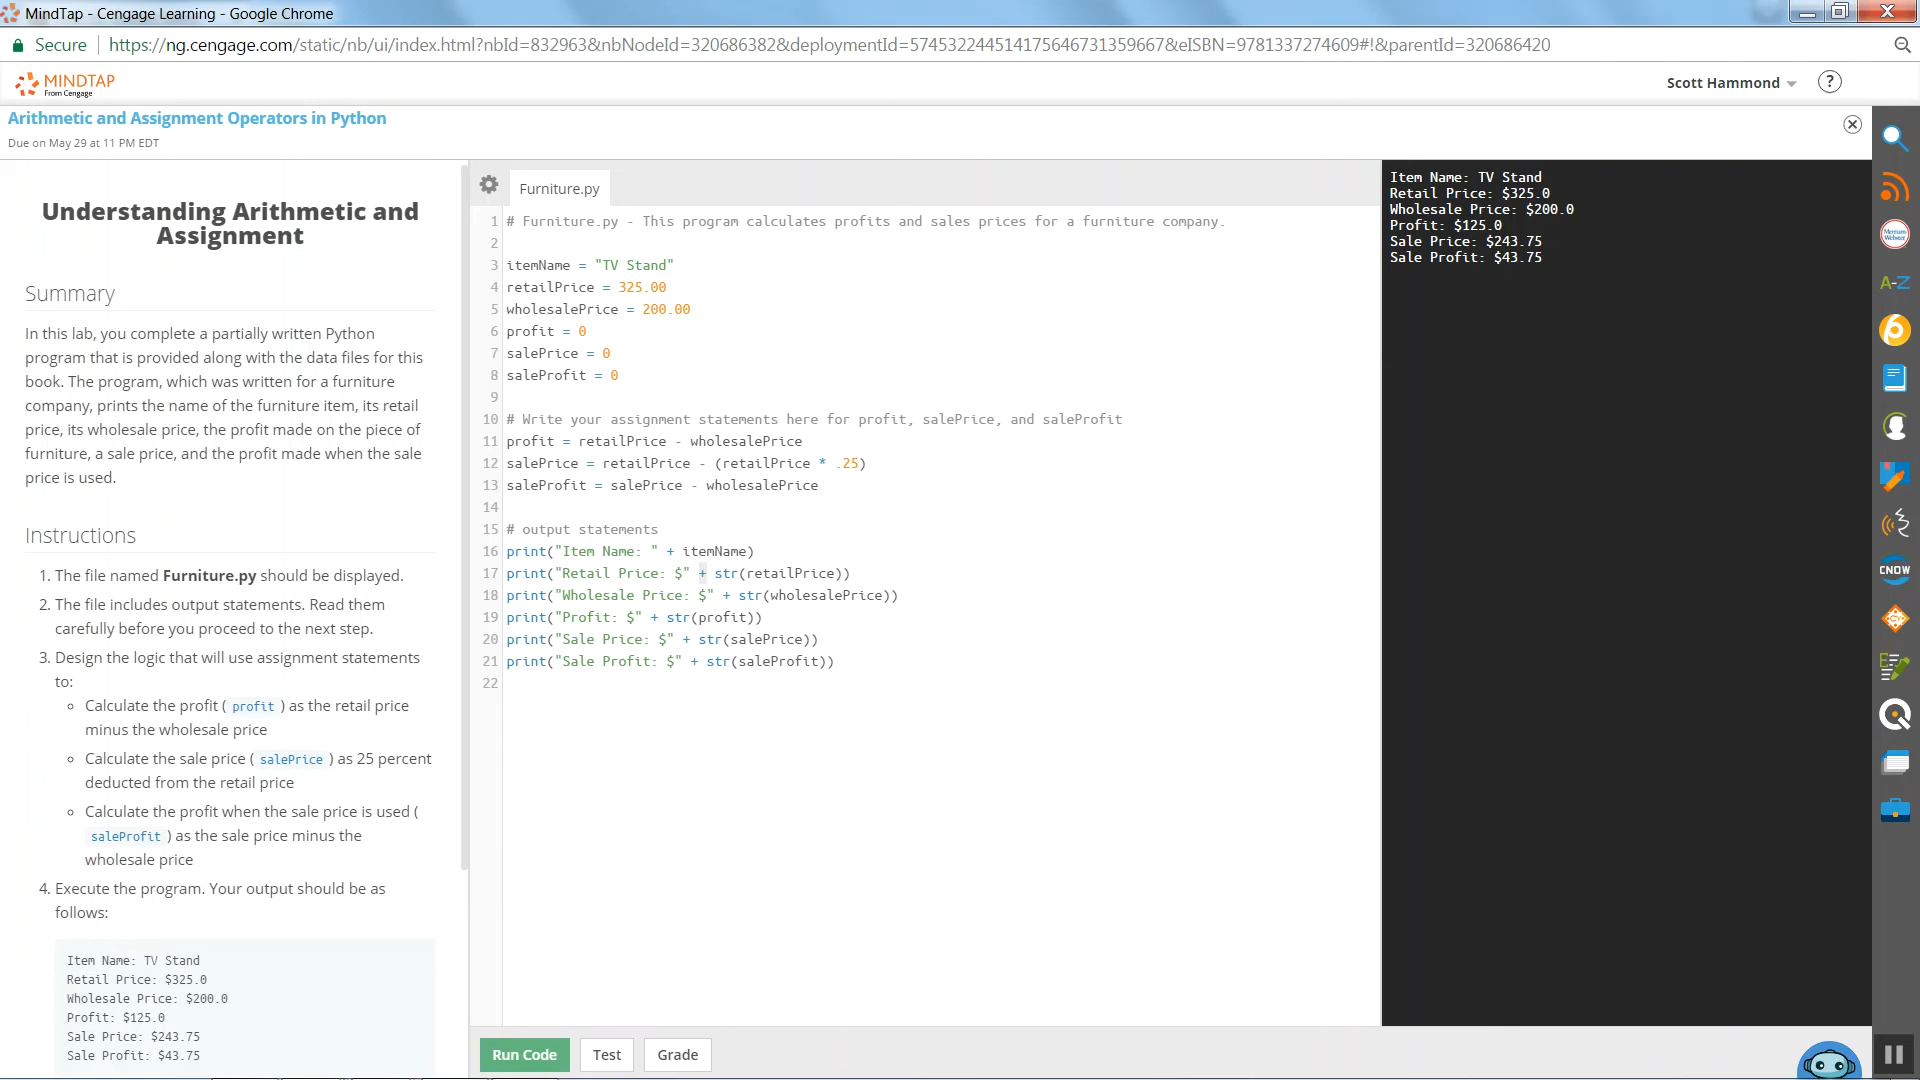 MindTap - Cengage Learning - Google Chrome
Secure
https://ng.cengage.com/static/nb/ui/index.html?nbId=832963&nbNodeId=320686382&deploymentId=574532244514175646731359667&eISBN=9781337274609#!&parentId=320686420
MINDTAP
From Cengage
Scott Hammond
?
Arithmetic and Assignment Operators in Python
Due on May 29 at 11 PM EDT
Understanding Arithmetic and
Assignment
Summary
In this lab, you complete a partially written Python
program that is provided along with the data files for this
book. The program, which was written for a furniture
company, prints the name of the furniture item, its retail
price, its wholesale price, the profit made on the piece of
furniture, a sale price, and the profit made when the sale
price is used.
Instructions
1. The file named Furniture.py should be displayed.
2. The file includes output statements. Read them
carefully before you proceed to the next step.
3. Design the logic that will use assignment statements
to:
Calculate the profit ( profit ) as the retail price
minus the wholesale price
Calculate the sale price ( salePrice ) as 25 percent
deducted from the retail price
Calculate the profit when the sale price is used (
saleProfit ) as the sale price minus the
wholesale price
4. Execute the program. Your output should be as
follows:
Item Name: TV Stand
Retail Price: $325.0
Wholesale Price: $200.0
Profit: $125.0
Sale Price: $243.75
Sale Profit: $43.75
Furniture.py
1 # Furniture.py - This program calculates profits and sales prices for a furniture company.
2
3 itemName = "TV Stand"
4 retailPrice = 325.00
5 wholesalePrice = 200.00
6 profit = 0
7 salePrice = 0
8 saleProfit = 0
9
10 # Write your assignment statements here for profit, salePrice, and saleProfit
11 profit = retailPrice - wholesalePrice
12 salePrice = retailPrice - (retailPrice * .25)
13 saleProfit = salePrice - wholesalePrice
14
15 # output statements
16 print("Item Name: " + itemName)
17 print("Retail Price: $" + str(retailPrice))
18 print("Wholesale Price: $" + str(wholesalePrice))
19 print("Profit: $" + str(profit))
20 print("Sale Price: $" + str(salePrice))
21 print("Sale Profit: $" + str(saleProfit))
22
Run Code
Test
Grade
Item Name: TV Stand
Retail Price: $325.0
Wholesale Price: $200.0
Profit: $125.0
Sale Price: $243.75
Sale Profit: $43.75
Merriam
Webster
A-Z
CNOW